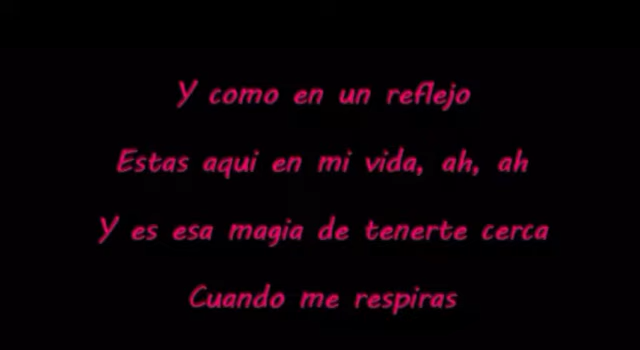 Y como en un reflejo
Estas aqui en mi vida, ah, ah
Y es esa magia de tenerte cerca
Cuando me respiras